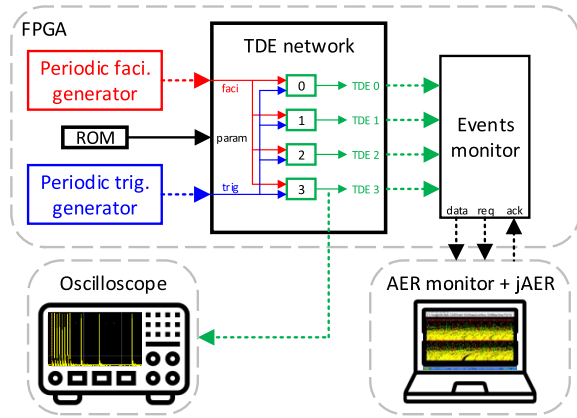 FPGA
TDE network
Periodic faci.
generator
faci
0
TDE 0
1
TDE 1
Events
monitor
ROM
param
2
TDE 2
Periodic trig.
generator
trig
3
TDE 3
data
req
ack
Oscilloscope
AER monitor + jAER